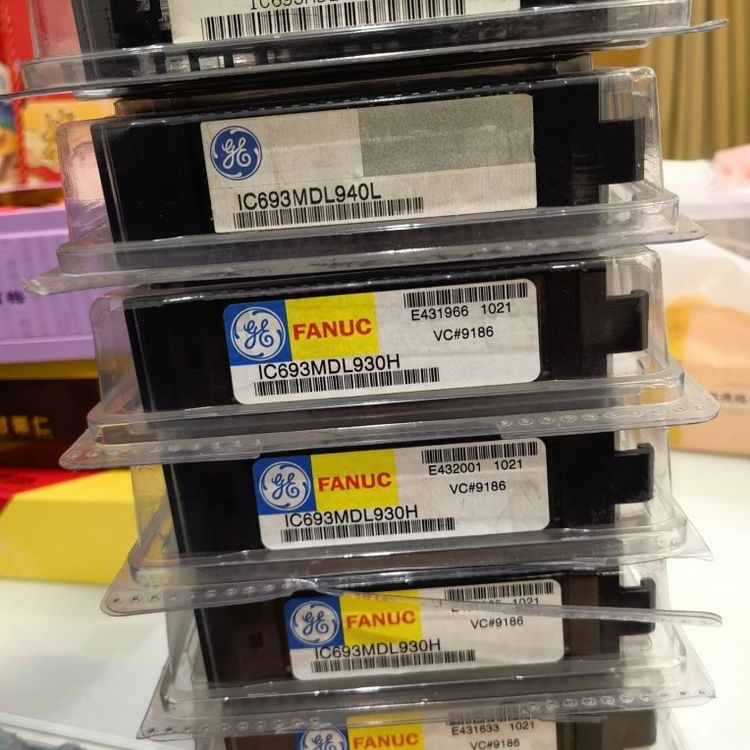 GE
IC693MDL940L
GE
FANUC
E431966 1021
VC#9186
IC693MDL930H
GE
FANUC
E432001 1021
VC#9186
IC693MDL930H
GE
FANUC
1021
VC#9186
IC693MDL930H
FANUC
E431633 1021
VC#9186